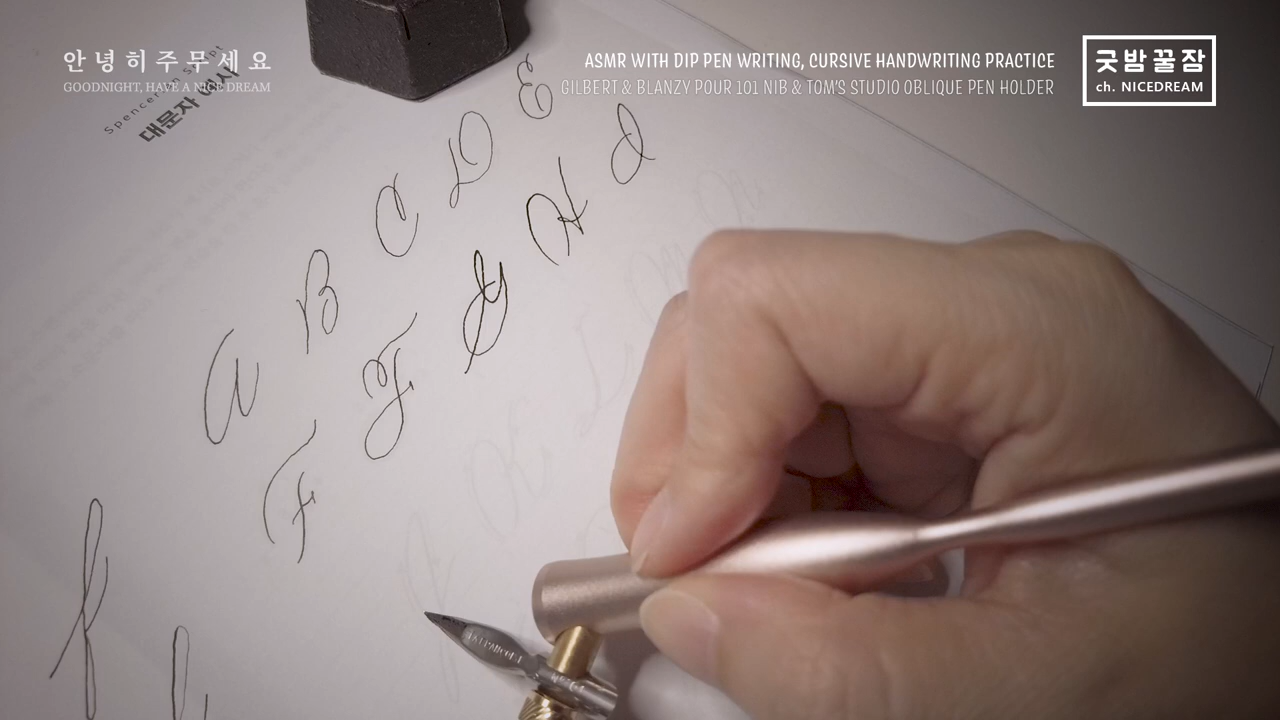 안녕히주무세요
GOODNIGHT, HAVE A NICE DREAM
ASMR WITH DIP PEN WRITING, CURSIVE HANDWRITING PRACTICE
GILBERT & BLANZY POUR 101 NIB & TOM'S STUDIO OBLIQUE PEN HOLDER
굿밤꿀잠
ch. NICEDREAM
대문자
A B C D E
F F G H I
f